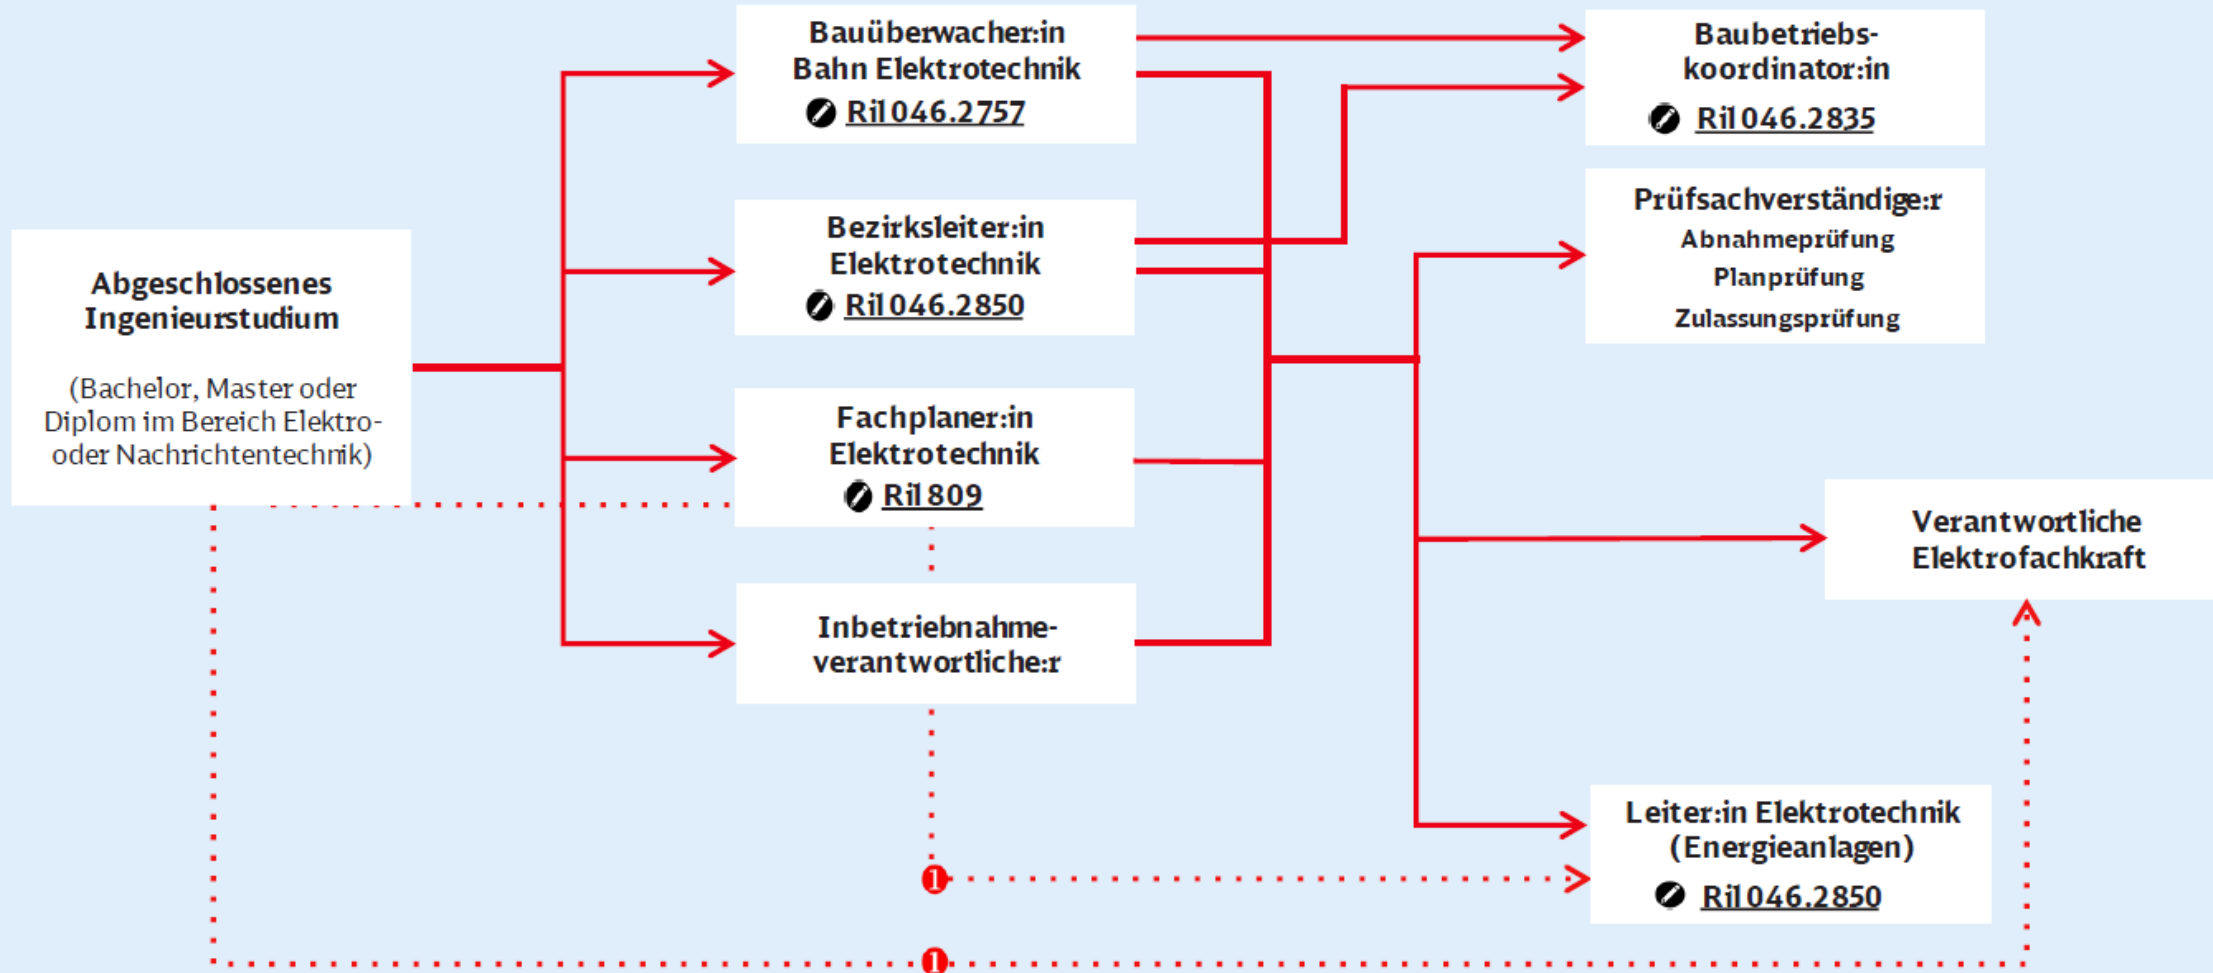 Abgeschlossenes
Ingenieurstudium
(Bachelor, Master oder
Diplom im Bereich Elektro-
oder Nachrichtentechnik)
Bauüberwacher:in
Bahn Elektrotechnik
Ril 046.2757
Bezirksleiter:in
Elektrotechnik
Ril 046.2850
Fachplaner:in
Elektrotechnik
Ril 809
Inbetriebnahme-
verantwortliche:r
1
1
Baubetriebs-
koordinator:in
Ril 046.2835
Prüfsachverständige:r
Abnahmeprüfung
Planprüfung
Zulassungsprüfung
Verantwortliche
Elektrofachkraft
Leiter:in Elektrotechnik
(Energieanlagen)
Ril 046.2850